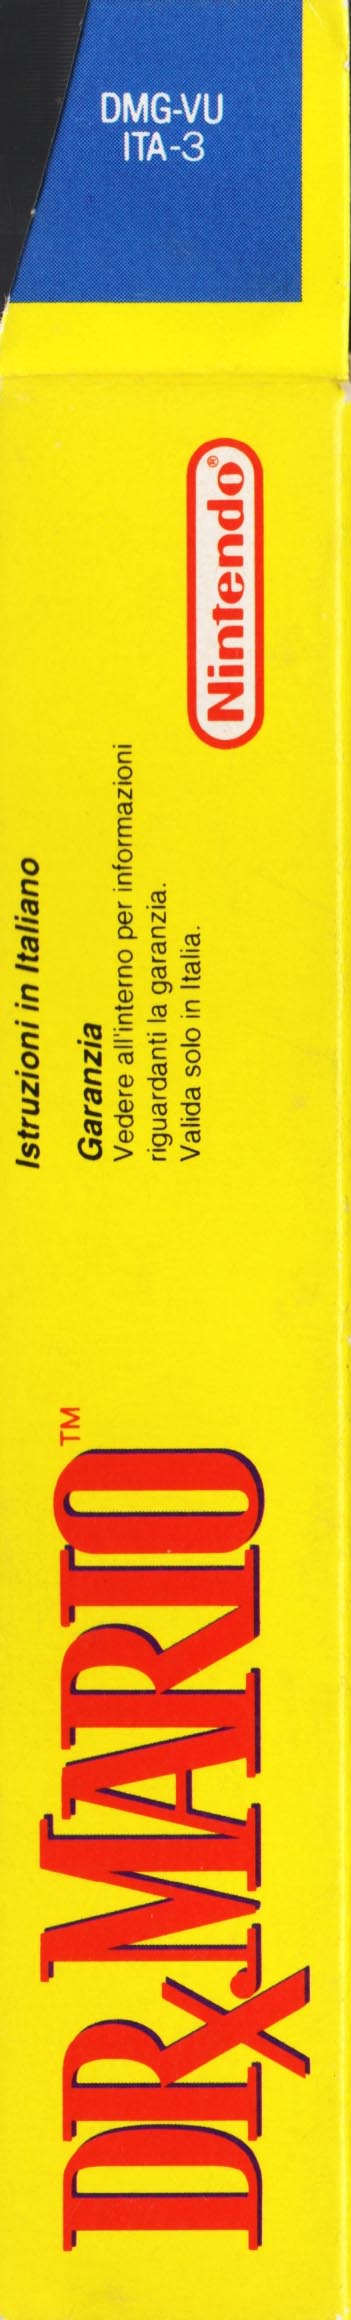 DMG-VU
ITA-3
Nintendo®
Istruzioni in Italiano
Garanzia
Vedere all'interno per informazioni
riguardanti la garanzia.
Valida solo in Italia.
DR. MARIO™